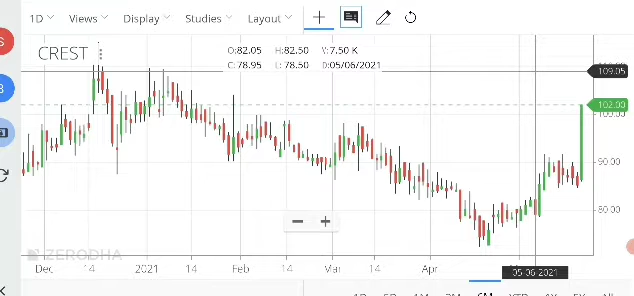 1D Views Display Studies Layout
CREST
O:82.05 H:82.50 V:7.50 K
C:78.95 L:78.50 D:05/06/2021
109.05
102.00
100.00
90.00
80.00
ZERODHA
Dec 14 2021 14 Feb 14 Mar 14 Apr
05-06-2021